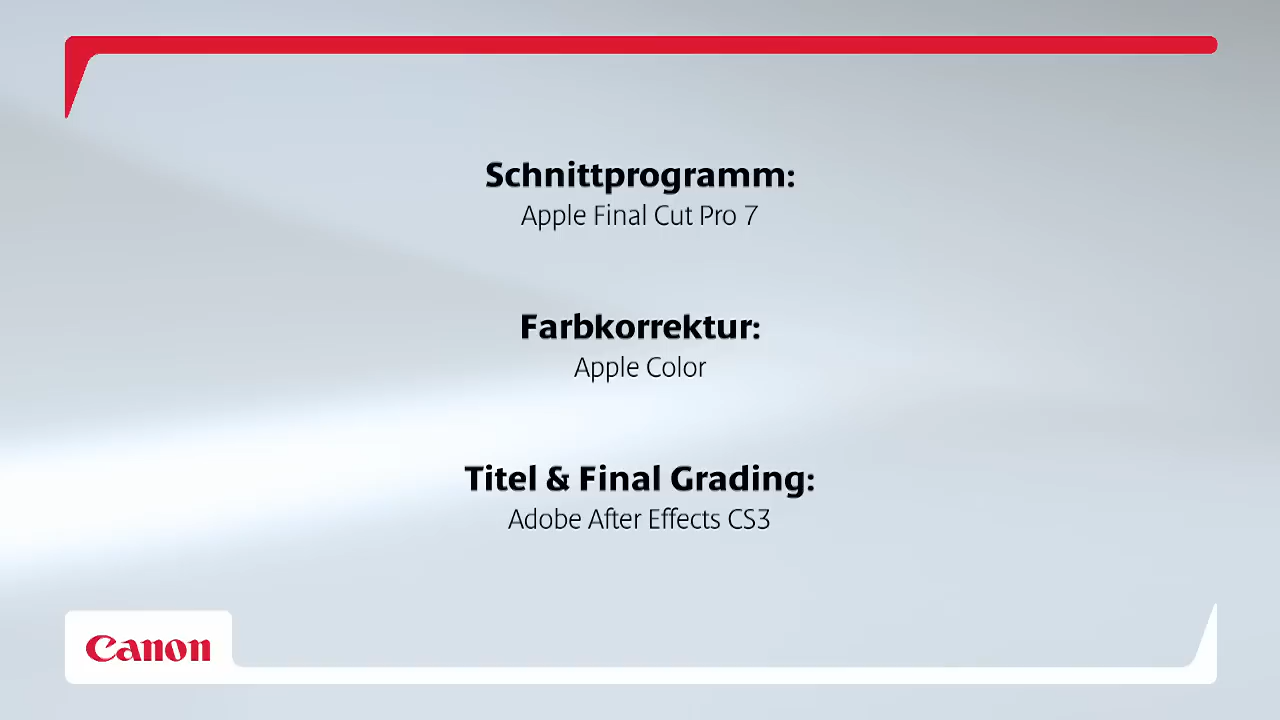 Schnittprogramm:
Apple Final Cut Pro 7
Farbkorrektur:
Apple Color
Titel & Final Grading:
Adobe After Effects CS3
Canon